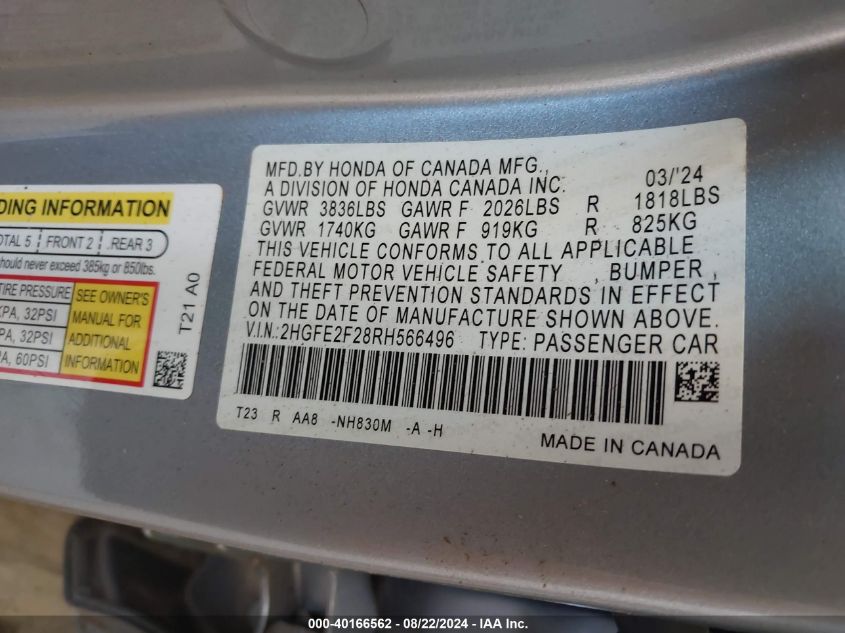 DING INFORMATION
OTAL 5 FRONT 2 REAR 3
should never exceed 385kg or 850lbs.
TIRE PRESSURE
KPA, 32PSI
PA, 32PSI
A, 60PSI
SEE OWNER'S
MANUAL FOR
ADDITIONAL
INFORMATION
T21 A0
MFD.BY HONDA OF CANADA MFG.,
A DIVISION OF HONDA CANADA INC. 03/'24
GVWR 3836LBS GAWR F 2026LBS R 1818LBS
GVWR 1740KG GAWR F 919KG R 825KG
THIS VEHICLE CONFORMS TO ALL APPLICABLE
FEDERAL MOTOR VEHICLE SAFETY , BUMPER ,
AND THEFT PREVENTION STANDARDS IN EFFECT
ON THE DATE OF MANUFACTURE SHOWN ABOVE.
V.I.N.:2HGFE2F28RH566496 TYPE: PASSENGER CAR
T23 R AA8 -NH830M -A -H
MADE IN CANADA
000-40166562 / 08/22/2024 - IAA Inc.